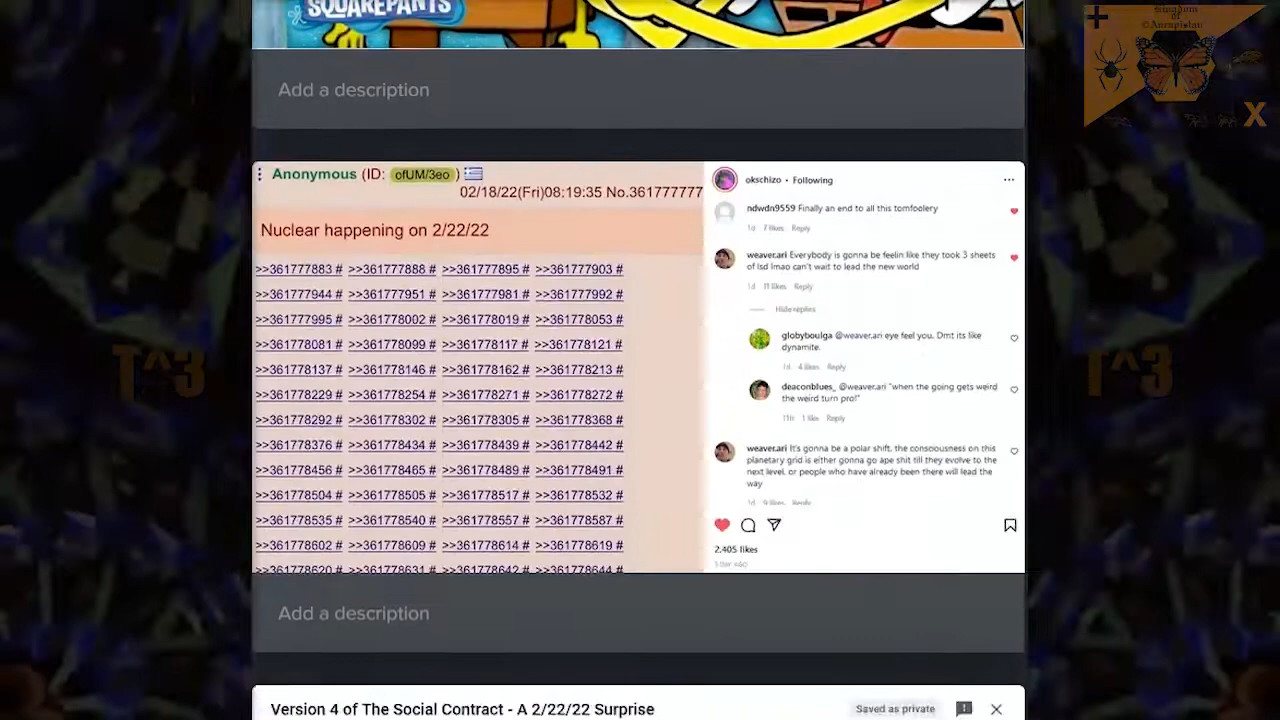 SQUAREPANTS
Kingdom
of
X
Add a description
Anonymous (ID: ofUM/3eo)
02/18/22(Fri)08:19:35 No.361777777
Nuclear happening on 2/22/22
>>361777883 # >>361777888 # >>361777895 # >>361777903 #
>>361777944 # >>361777951 # >>361777981 # >>361777992 #
>>361777995 # >>361778002 # >>361778019 # >>361778053 #
>>361778081 # >>361778099 # >>361778117 # >>361778121 #
>>361778137 # >>361778146 # >>361778162 # >>361778213 #
>>361778229 # >>361778254 # >>361778271 # >>361778272 #
>>361778292 # >>361778302 # >>361778305 # >>361778368 #
>>361778376 # >>361778434 # >>361778439 # >>361778442 #
>>361778456 # >>361778465 # >>361778489 # >>361778491 #
>>361778504 # >>361778505 # >>361778517 # >>361778532 #
>>361778535 # >>361778540 # >>361778557 # >>361778587 #
>>361778602 # >>361778609 # >>361778614 # >>361778619 #
>>361778620 # >>361778631 # >>361778642 # >>361778644 #
okschizo • Following
ndwdn9559 Finally an end to all this tomfoolery
1d 7 likes Reply
weaver.ari Everybody is gonna be feelin like they took 3 sheets
of lsd lmao can't wait to lead the new world
1d 11 likes Reply
Hide replies
globyboulga @weaver.ari eye feel you. Dmt its like
dynamite.
1d 4 likes Reply
deaconblues_ @weaver.ari "when the going gets weird
the weird turn pro!"
11h 1 like Reply
weaver.ari It's gonna be a polar shift, the consciousness on this
planetary grid is either gonna go ape shit till they evolve to the
next level, or people who have already been there will lead the
way
1d 9 likes Reply
2,405 likes
1 DAY AGO
T^3
T^3
Add a description
Version 4 of The Social Contract - A 2/22/22 Surprise
Saved as private